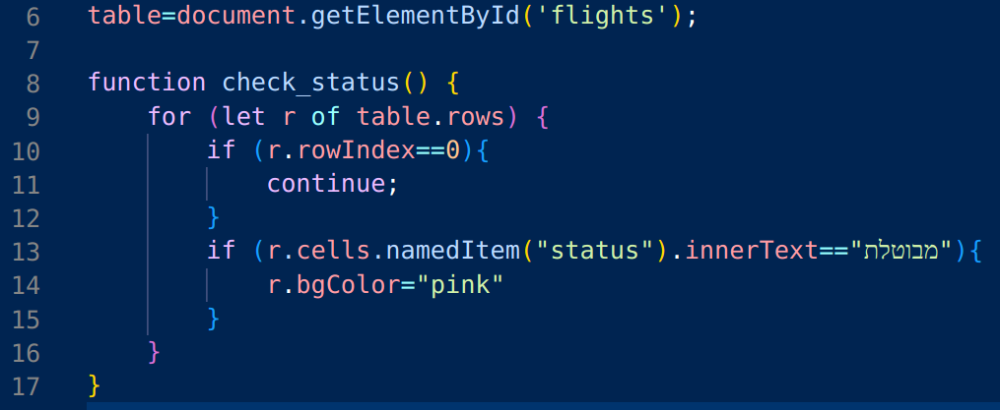 6 table=document.getElementById('flights');
7
8 function check_status() {
9 for (let r of table.rows) {
10 if (r.rowIndex==0){
11 continue;
12 }
13 if (r.cells.namedItem("status").innerText=="מבוטלת"){
14 r.bgColor="pink"
15 }
16 }
17 }